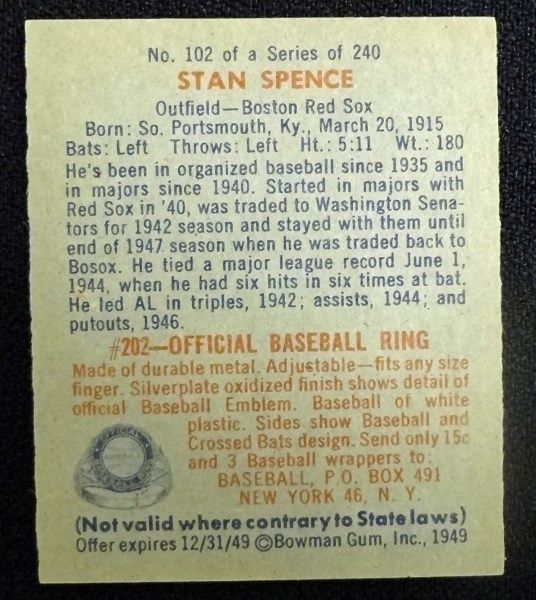 No. 102 of a Series of 240
STAN SPENCE
Outfield—Boston Red Sox
Born: So. Portsmouth, Ky., March 20, 1915
Bats: Left Throws: Left Ht.: 5:11 Wt.: 180
He's been in organized baseball since 1935 and
in majors since 1940. Started in majors with
Red Sox in '40, was traded to Washington Sena-
tors for 1942 season and stayed with them until
end of 1947 season when he was traded back to
Bosox. He tied a major league record June 1,
1944, when he had six hits in six times at bat.
He led AL in triples, 1942; assists, 1944; and
putouts, 1946.
#202—OFFICIAL BASEBALL RING
Made of durable metal. Adjustable—fits any size
finger. Silverplate oxidized finish shows detail of
official Baseball Emblem. Baseball of white
plastic. Sides show Baseball and
Crossed Bats design. Send only 15c
and 3 Baseball wrappers to:
BASEBALL, P.O. BOX 491
NEW YORK 46, N. Y.
OFFICIAL
BASEBALL RING
(Not valid where contrary to State laws)
Offer expires 12/31/49 ©Bowman Gum, Inc., 1949